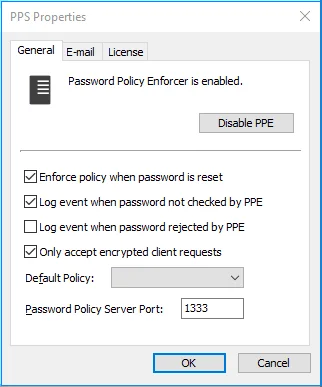 PPS Properties
General E-mail License
Password Policy Enforcer is enabled.
Disable PPE
Enforce policy when password is reset
Log event when password not checked by PPE
Log event when password rejected by PPE
Only accept encrypted client requests
Default Policy:
Password Policy Server Port: 1333
OK Cancel